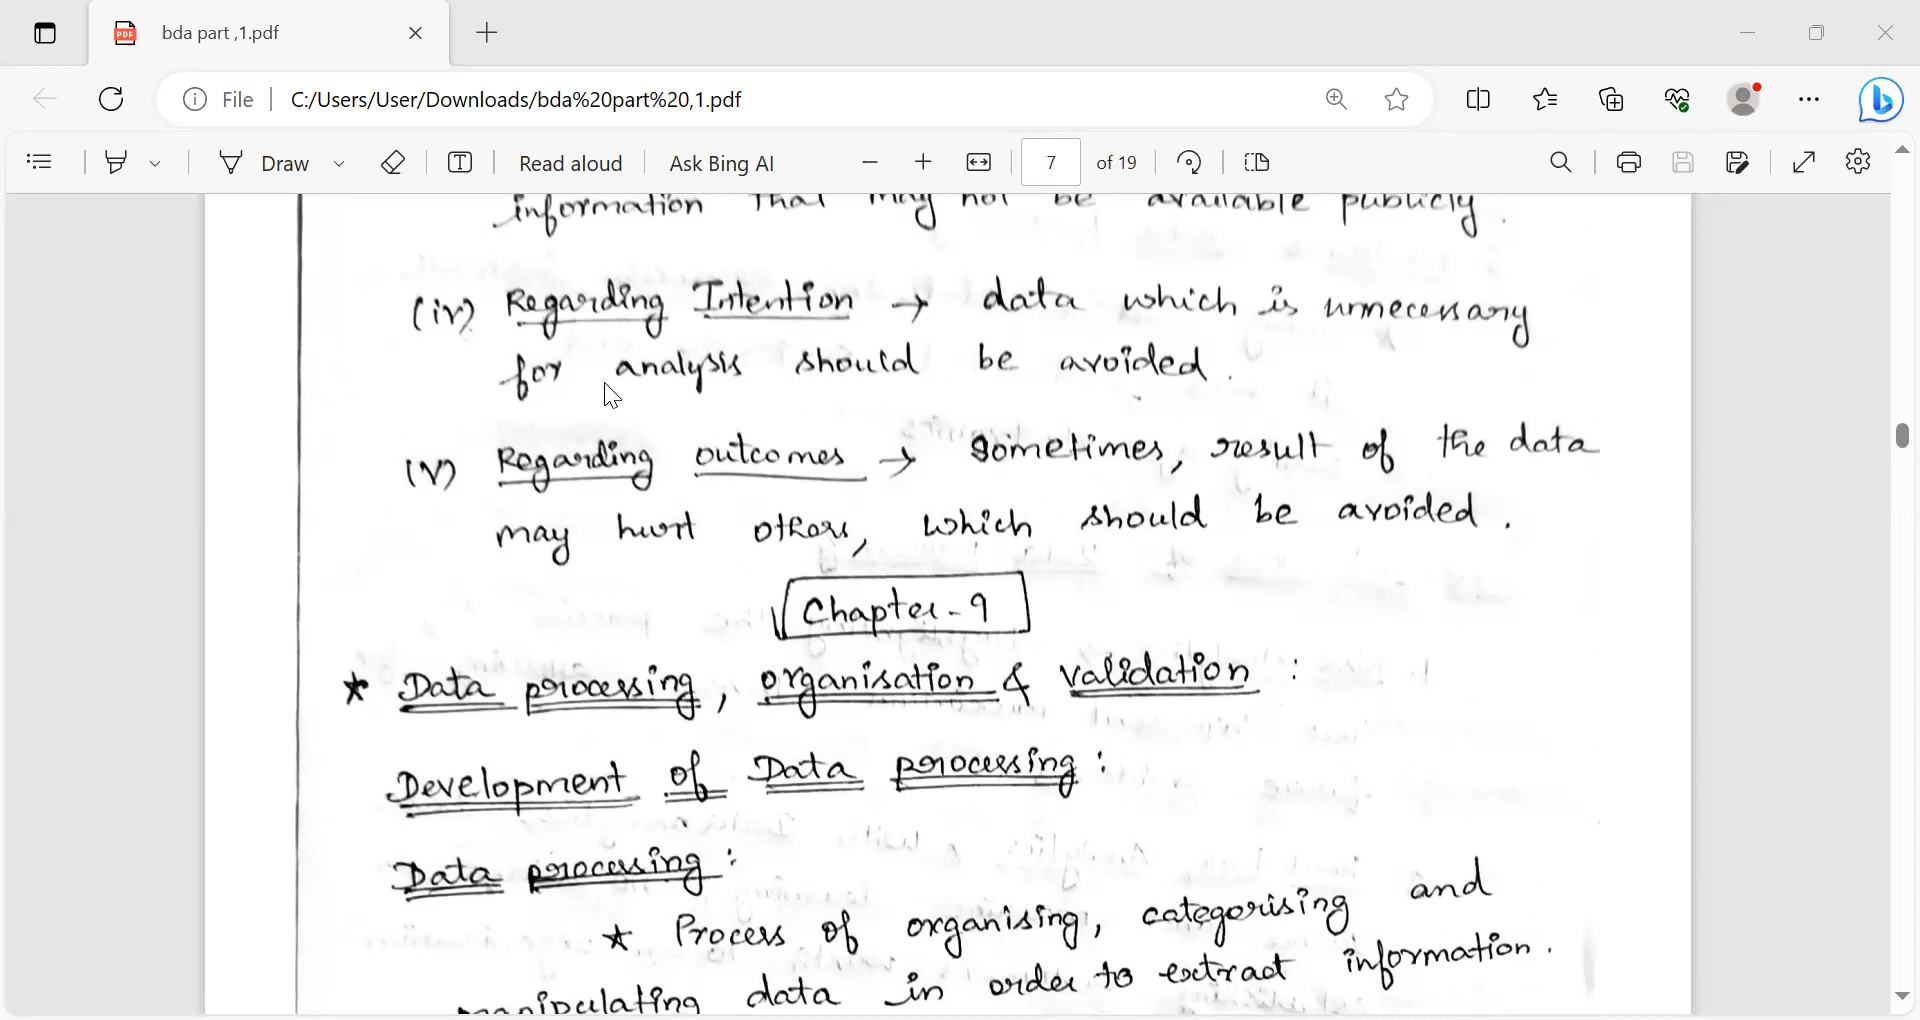 bda part ,1.pdf
File C:/Users/User/Downloads/bda%20part%20,1.pdf
Draw Read aloud Ask Bing AI 7 of 19
information that may not be available publicly.
(iv) Regarding Intention → data which is unnecessary
for analysis should be avoided.
(v) Regarding outcomes → Sometimes, result of the data
may hurt others, which should be avoided.
Chapter-9
* Data processing, organisation & validation:
Development of Data processing:
Data processing:
* Process of organising, categorising and
manipulating data in order to extract information.